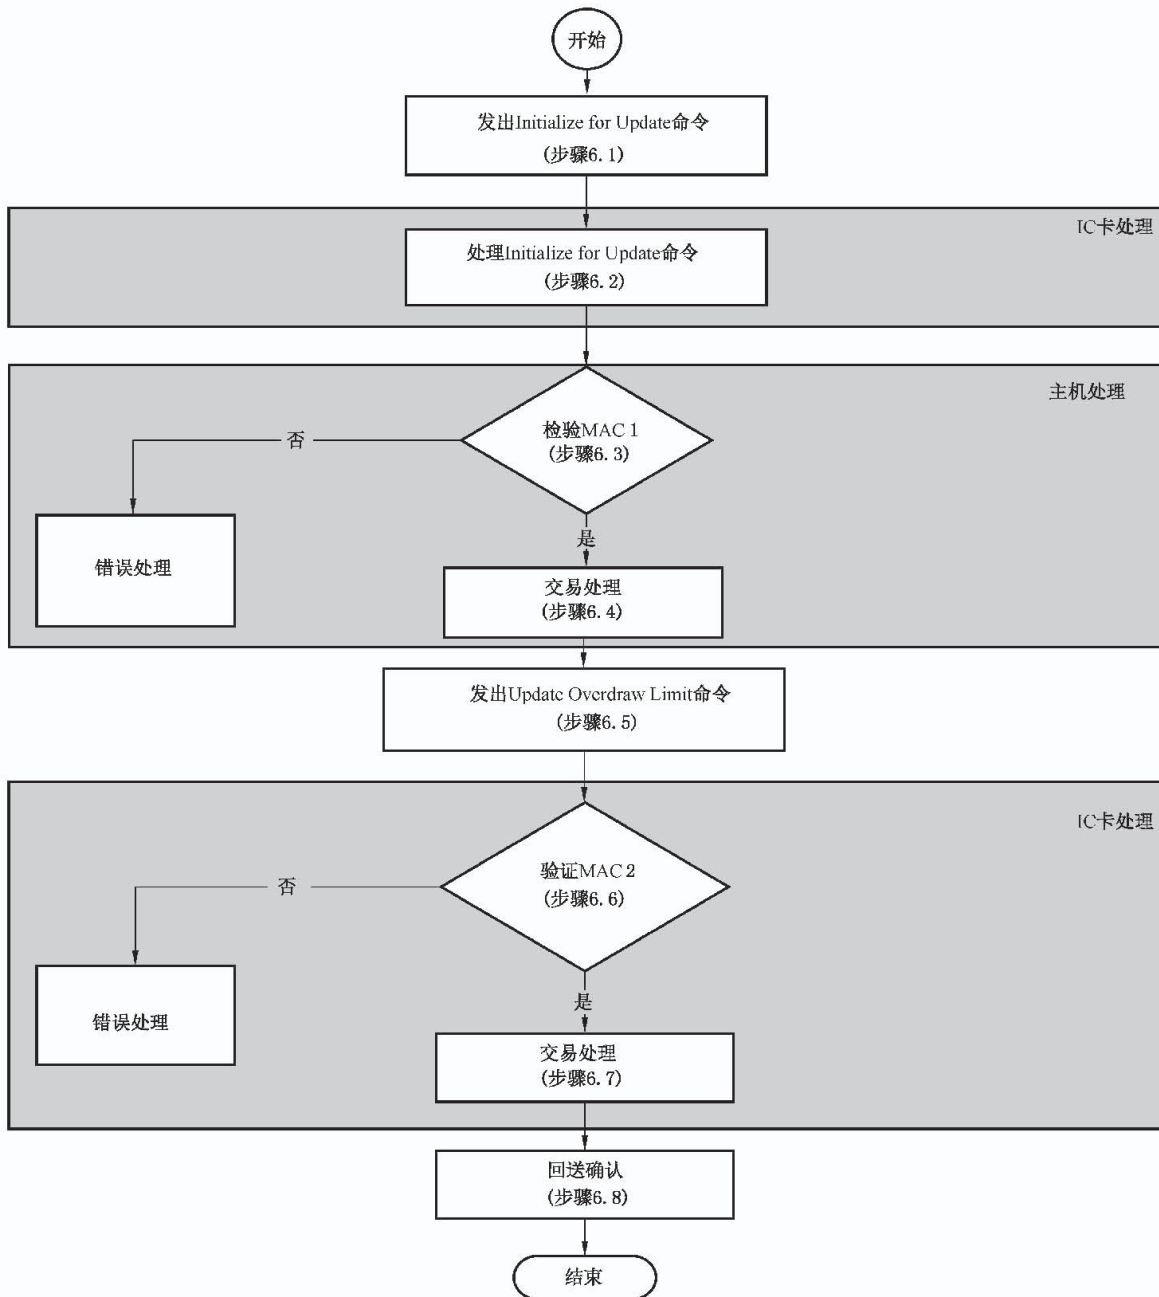 开始
发出Initialize for Update命令
(步骤6.1)
IC卡处理
处理Initialize for Update命令
(步骤6.2)
主机处理
检验MAC 1
(步骤6.3)
否
是
错误处理
交易处理
(步骤6.4)
发出Update Overdraw Limit命令
(步骤6.5)
IC卡处理
验证MAC 2
(步骤6.6)
否
是
错误处理
交易处理
(步骤6.7)
回送确认
(步骤6.8)
结束